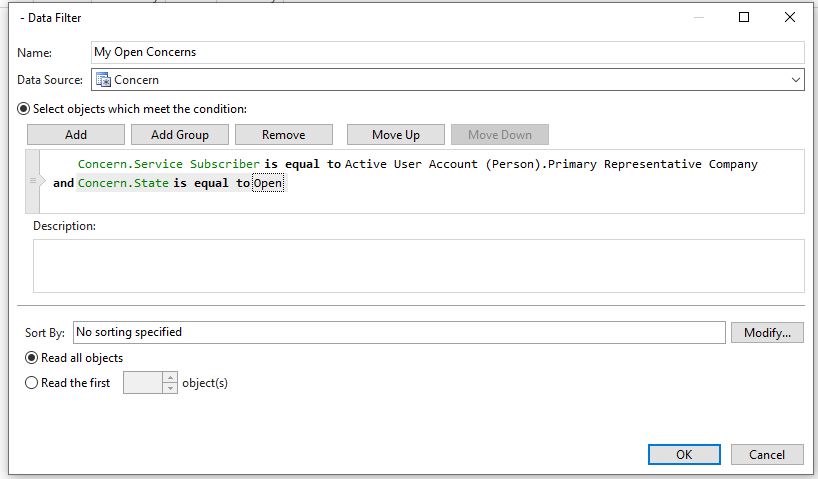 - Data Filter
Name: My Open Concerns
Data Source: Concern
Select objects which meet the condition:
Add Add Group Remove Move Up Move Down
Concern.Service Subscriber is equal to Active User Account (Person).Primary Representative Company
and Concern.State is equal to Open
Description:
Sort By: No sorting specified Modify...
Read all objects
Read the first object(s)
OK Cancel